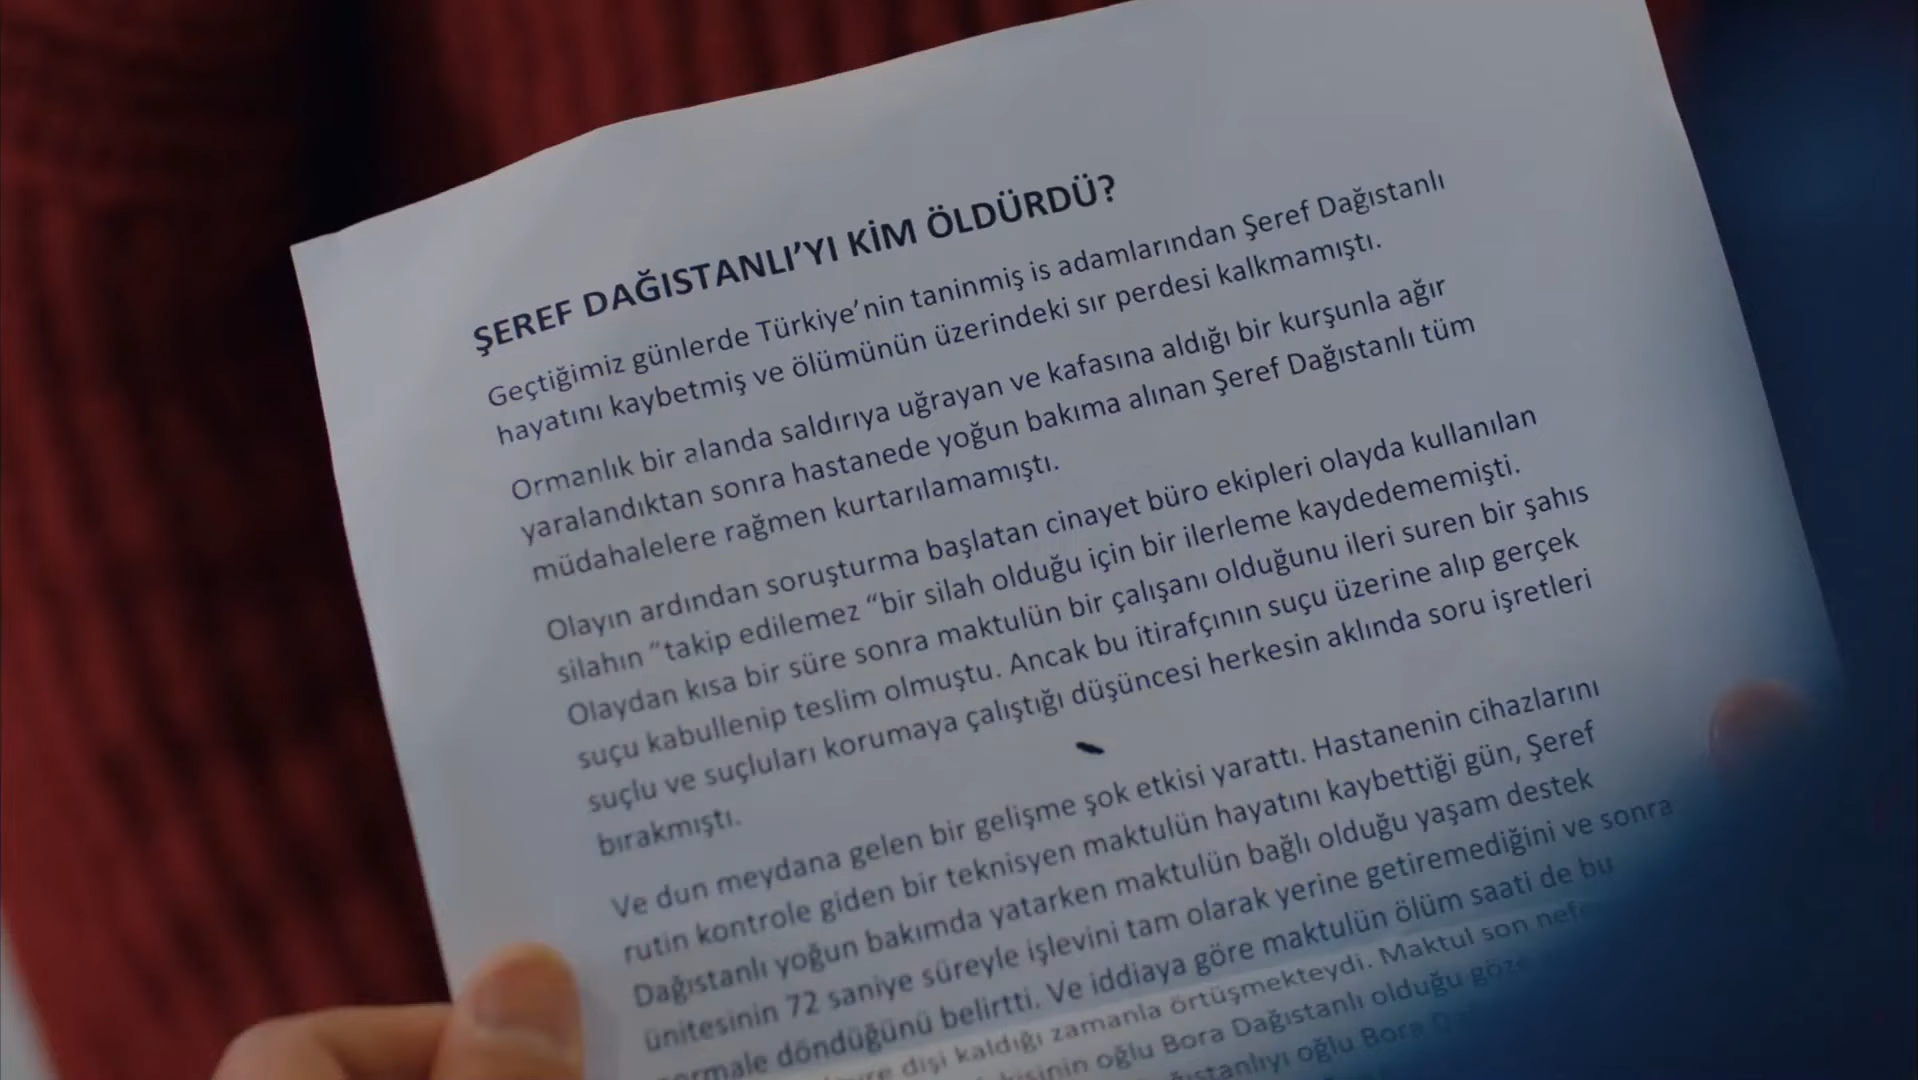 ŞEREF DAĞISTANLI'YI KİM ÖLDÜRDÜ?
Geçtiğimiz günlerde Türkiye'nin taninmiş is adamlarından Şeref Dağıstanlı
hayatını kaybetmiş ve ölümünün üzerindeki sır perdesi kalkmamıştı.
Ormanlık bir alanda saldırıya uğrayan ve kafasına aldığı bir kurşunla ağır
yaralandıktan sonra hastanede yoğun bakıma alınan Şeref Dağıstanlı tüm
müdahalelere rağmen kurtarılamamıştı.
Olayın ardından soruşturma başlatan cinayet büro ekipleri olayda kullanılan
silahın "takip edilemez "bir silah olduğu için bir ilerleme kaydedememişti.
Olaydan kısa bir süre sonra maktulün bir çalışanı olduğunu ileri suren bir şahıs
suçu kabullenip teslim olmuştu. Ancak bu itirafçının suçu üzerine alıp gerçek
suçlu ve suçluları korumaya çalıştığı düşüncesi herkesin aklında soru işretleri
bırakmıştı.
Ve dun meydana gelen bir gelişme şok etkisi yarattı. Hastanenin cihazlarını
rutin kontrole giden bir teknisyen maktulün hayatını kaybettiği gün, Şeref
Dağıstanlı yoğun bakımda yatarken maktulün bağlı olduğu yaşam destek
ünitesinin 72 saniye süreyle işlevini tam olarak yerine getiremediğini ve sonra
normale döndüğünü belirtti. Ve iddiaya göre maktulün ölüm saati de bu
dışı kaldığı zamanla örtüşmekteydi. Maktul son
oğlu Bora Dağıstanlı olduğu
oğlu Bora